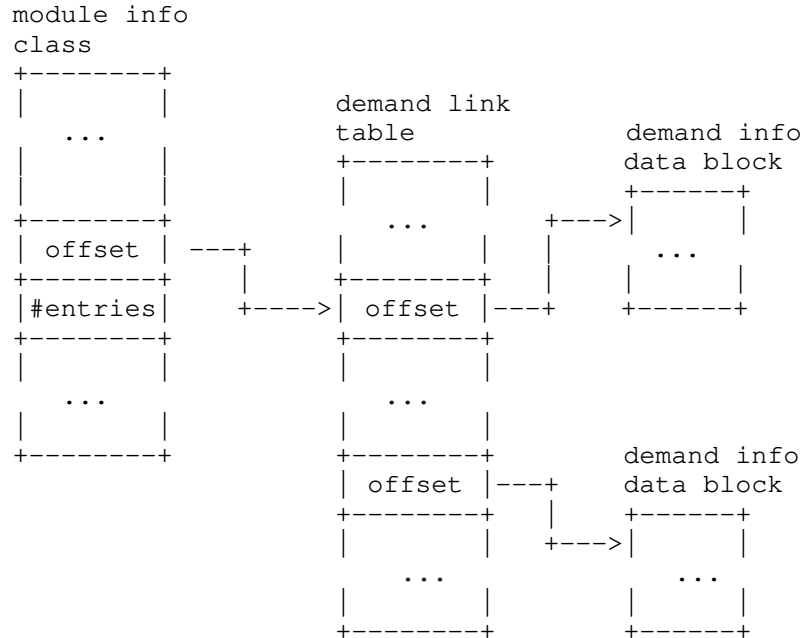 module info
class
...
demand link
table
demand info
data block
...
...
offset
...
#entries
offset
...
...
demand info
data block
offset
...
...